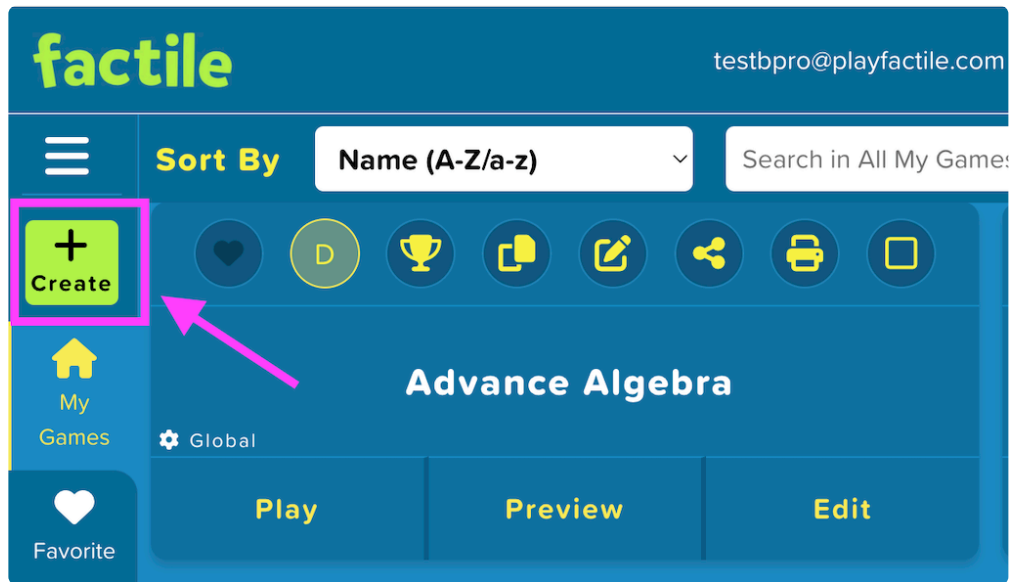 factile
testbpro@playfactile.com
Sort By
Name (A-Z/a-z)
Search in All My Games
Create
D
My
Games
Advance Algebra
Global
Favorite
Play
Preview
Edit